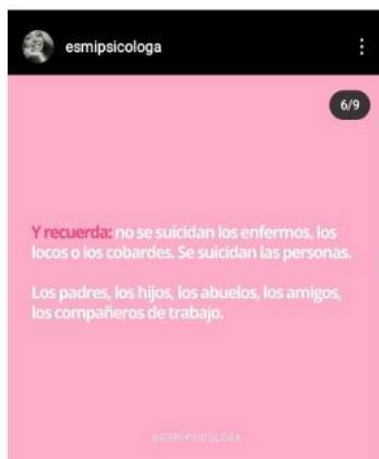 esmipsicologa
6/9
Y recuerda: no se suicidan los enfermos, los
locos o los cobardes. Se suicidan las personas.
Los padres, los hijos, los abuelos, los amigos,
los compañeros de trabajo.
@ESMIPSICOLOGA